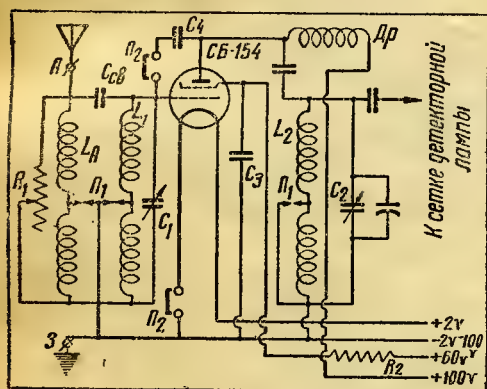 C4
СБ-154
Др
П2
А
Ссв
L1
LA
R1
П1
C1
C3
L2
П1
C2
К сетке детекторной лампы
П2
З
+2v
-2v-100
+60v
R2
+100v